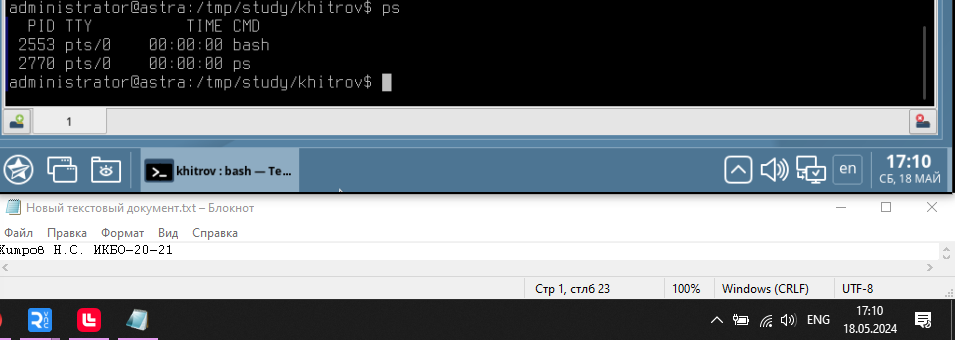 administrator@astra:/tmp/study/khitrov$ ps
PID TTY TIME CMD
2553 pts/0 00:00:00 bash
2770 pts/0 00:00:00 ps
administrator@astra:/tmp/study/khitrov$
1
khitrov : bash — Te...
en
17:10
СБ, 18 МАЙ
Новый текстовый документ.txt – Блокнот
Файл Правка Формат Вид Справка
Хитров Н.С. ИКБО-20-21
Стр 1, стлб 23 100% Windows (CRLF) UTF-8
ENG
17:10
18.05.2024